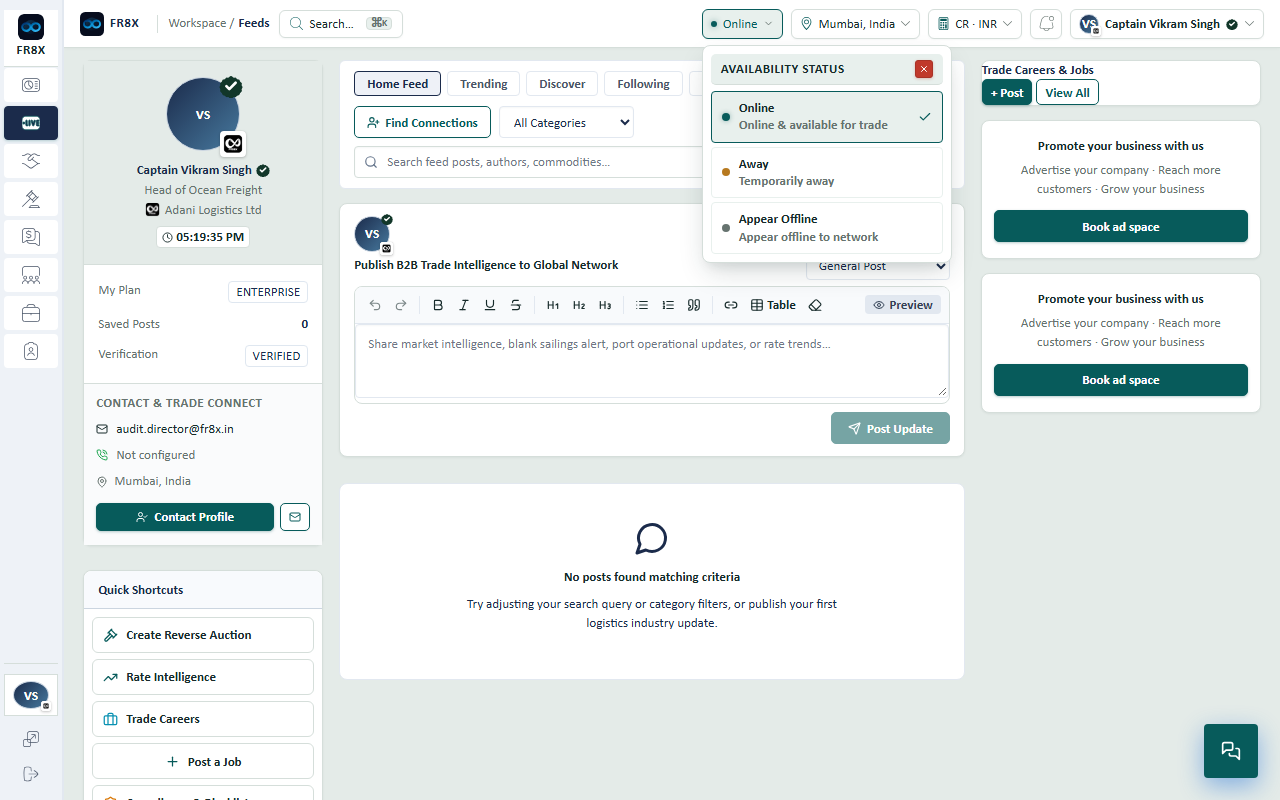 FR8X
FR8X
Workspace / Feeds
Search...
⌘K
Online
Mumbai, India
CR · INR
VS
Captain Vikram Singh
LIVE
VS
VS
Captain Vikram Singh
Head of Ocean Freight
Adani Logistics Ltd
05:19:35 PM
My Plan
ENTERPRISE
Saved Posts
0
Verification
VERIFIED
CONTACT & TRADE CONNECT
audit.director@fr8x.in
Not configured
Mumbai, India
Contact Profile
Quick Shortcuts
Create Reverse Auction
Rate Intelligence
Trade Careers
Post a Job
Home Feed
Trending
Discover
Following
Find Connections
All Categories
Search feed posts, authors, commodities...
AVAILABILITY STATUS
Online
Online & available for trade
Away
Temporarily away
Appear Offline
Appear offline to network
VS
Publish B2B Trade Intelligence to Global Network
General Post
B
I
U
S
H1
H2
H3
Table
Preview
Share market intelligence, blank sailings alert, port operational updates, or rate trends...
Post Update
No posts found matching criteria
Try adjusting your search query or category filters, or publish your first
logistics industry update.
Trade Careers & Jobs
+ Post
View All
Promote your business with us
Advertise your company · Reach more
customers · Grow your business
Book ad space
Promote your business with us
Advertise your company · Reach more
customers · Grow your business
Book ad space